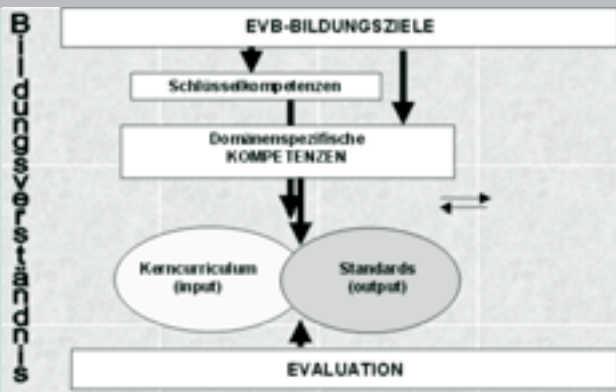 Bildungsverständnis
EVB-BILDUNGSZIELE
Schlüsselkompetenzen
Domänenspezifische
KOMPETENZEN
Kerncurriculum
(input)
Standards
(output)
EVALUATION